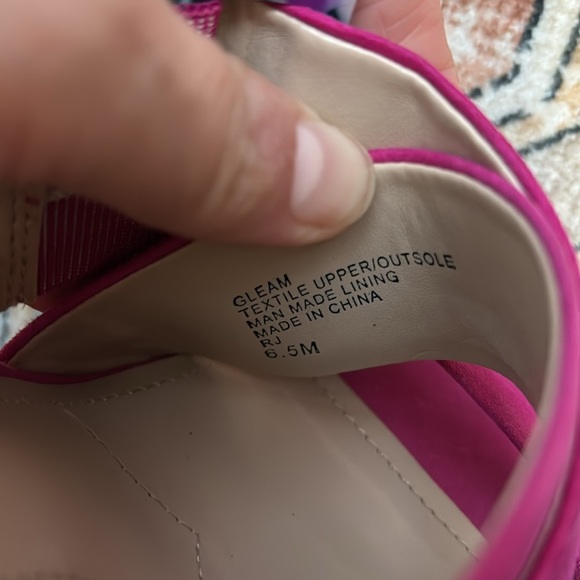 GLEAM
TEXTILE UPPER/OUTSOLE
MAN MADE LINING
MADE IN CHINA
RJ
6.5M